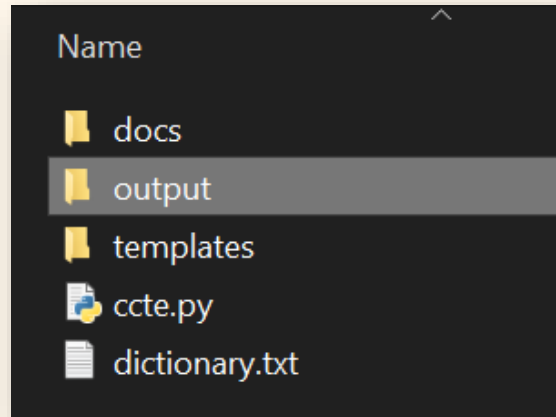 Name
docs
output
templates
ccte.py
dictionary.txt